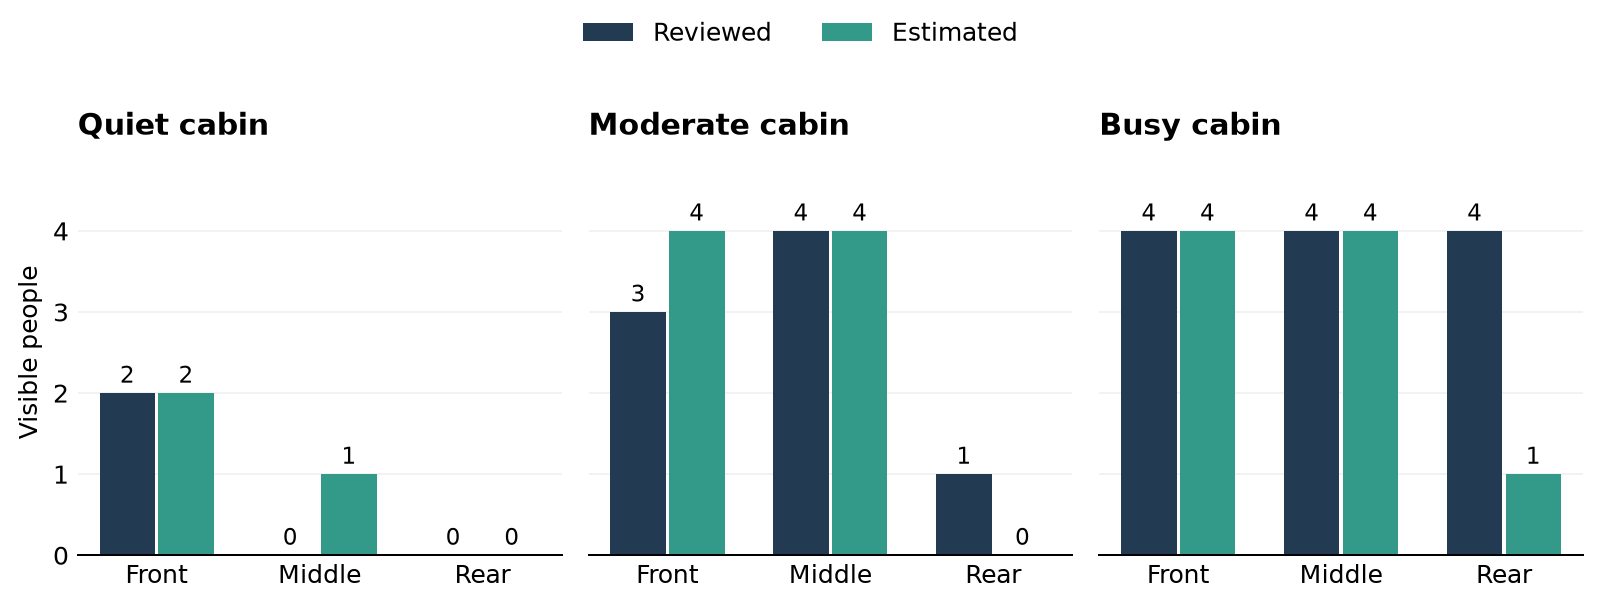 Reviewed Estimated
Quiet cabin
Moderate cabin
Busy cabin
Visible people
4
3
2
1
0
2 2
0 1
0 0
Front Middle Rear
3 4
4 4
1 0
Front Middle Rear
4 4
4 4
4 1
Front Middle Rear